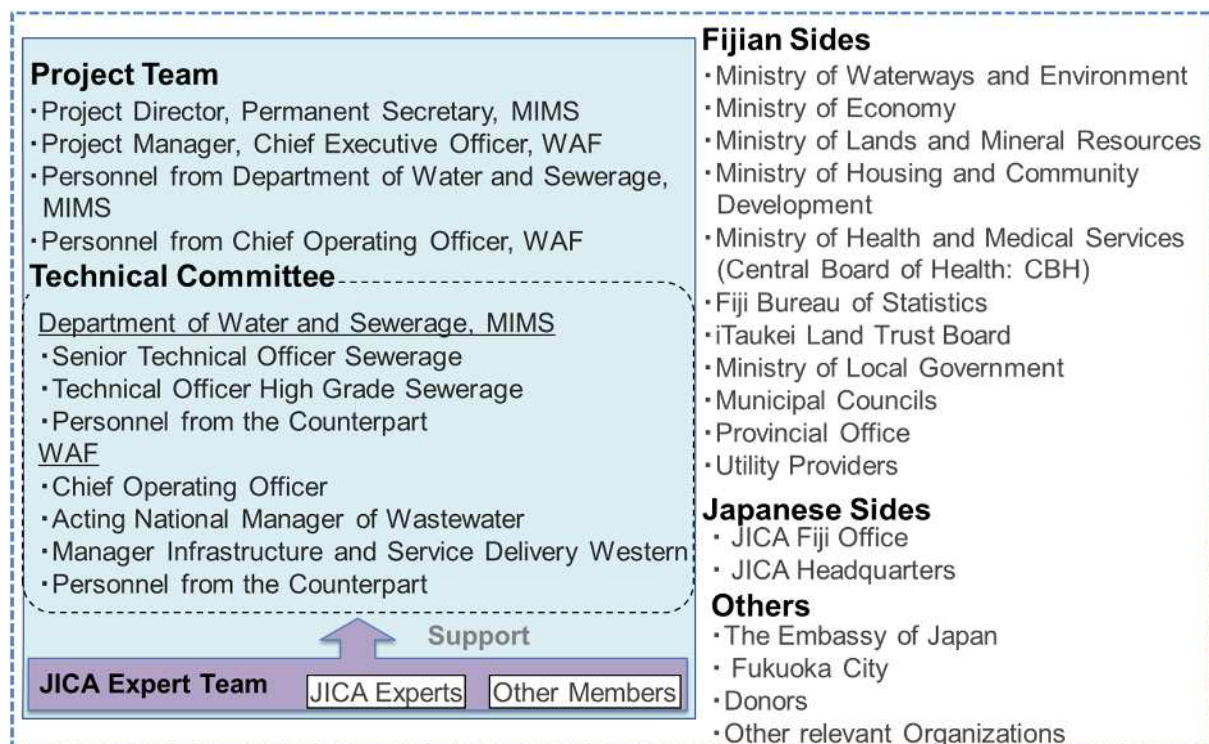 Project Team
・Project Director, Permanent Secretary, MIMS
・Project Manager, Chief Executive Officer, WAF
・Personnel from Department of Water and Sewerage,
MIMS
・Personnel from Chief Operating Officer, WAF
Technical Committee
Department of Water and Sewerage, MIMS
・Senior Technical Officer Sewerage
・Technical Officer High Grade Sewerage
・Personnel from the Counterpart
WAF
・Chief Operating Officer
・Acting National Manager of Wastewater
・Manager Infrastructure and Service Delivery Western
・Personnel from the Counterpart
Support
JICA Expert Team
JICA Experts
Other Members
Fijian Sides
・Ministry of Waterways and Environment
・Ministry of Economy
・Ministry of Lands and Mineral Resources
・Ministry of Housing and Community
Development
・Ministry of Health and Medical Services
(Central Board of Health: CBH)
・Fiji Bureau of Statistics
・iTaukei Land Trust Board
・Ministry of Local Government
・Municipal Councils
・Provincial Office
・Utility Providers
Japanese Sides
・ JICA Fiji Office
・ JICA Headquarters
Others
・The Embassy of Japan
・ Fukuoka City
・Donors
・Other relevant Organizations